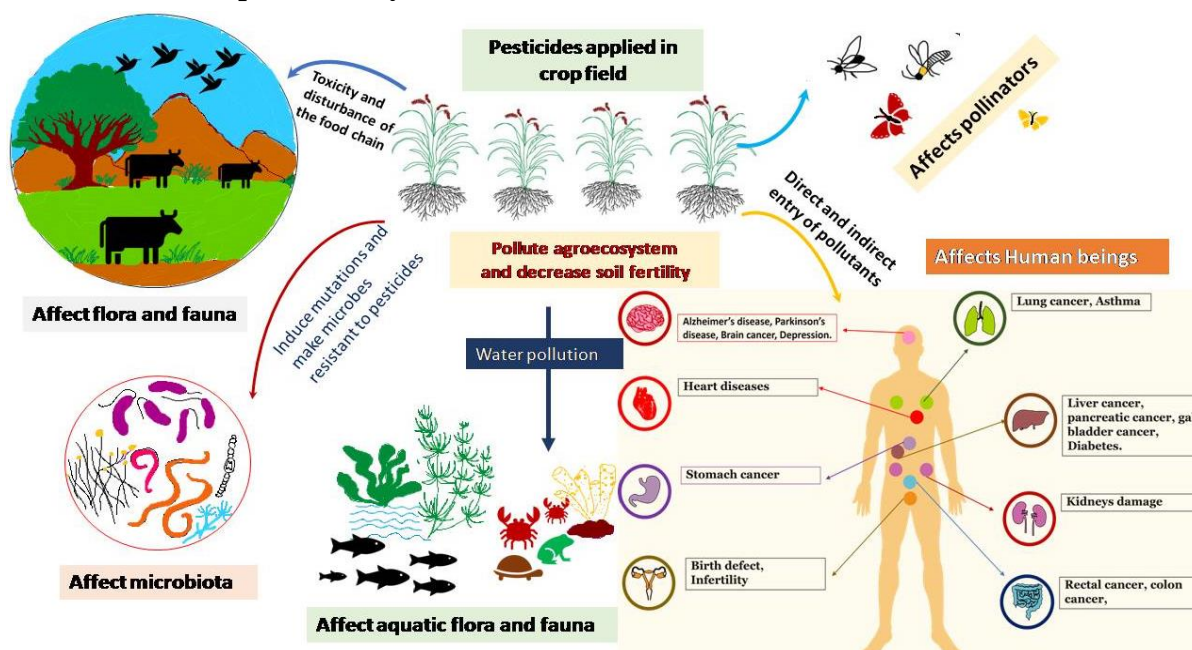 Pesticides applied in
crop field
Toxicity and
disturbance of
the food chain
Affects pollinators
Direct and indirect
entry of pollutants
Pollute agroecosystem
and decrease soil fertility
Affects Human beings
Affect flora and fauna
Induce mutations and
make microbes
resistant to pesticides
Water pollution
Alzheimer's disease, Parkinson's
disease, Brain cancer, Depression.
Lung cancer, Asthma
Heart diseases
Liver cancer,
pancreatic cancer, ga
bladder cancer,
Diabetes.
Stomach cancer
Kidneys damage
Birth defect,
Infertility
Rectal cancer, colon
cancer,
Affect microbiota
Affect aquatic flora and fauna